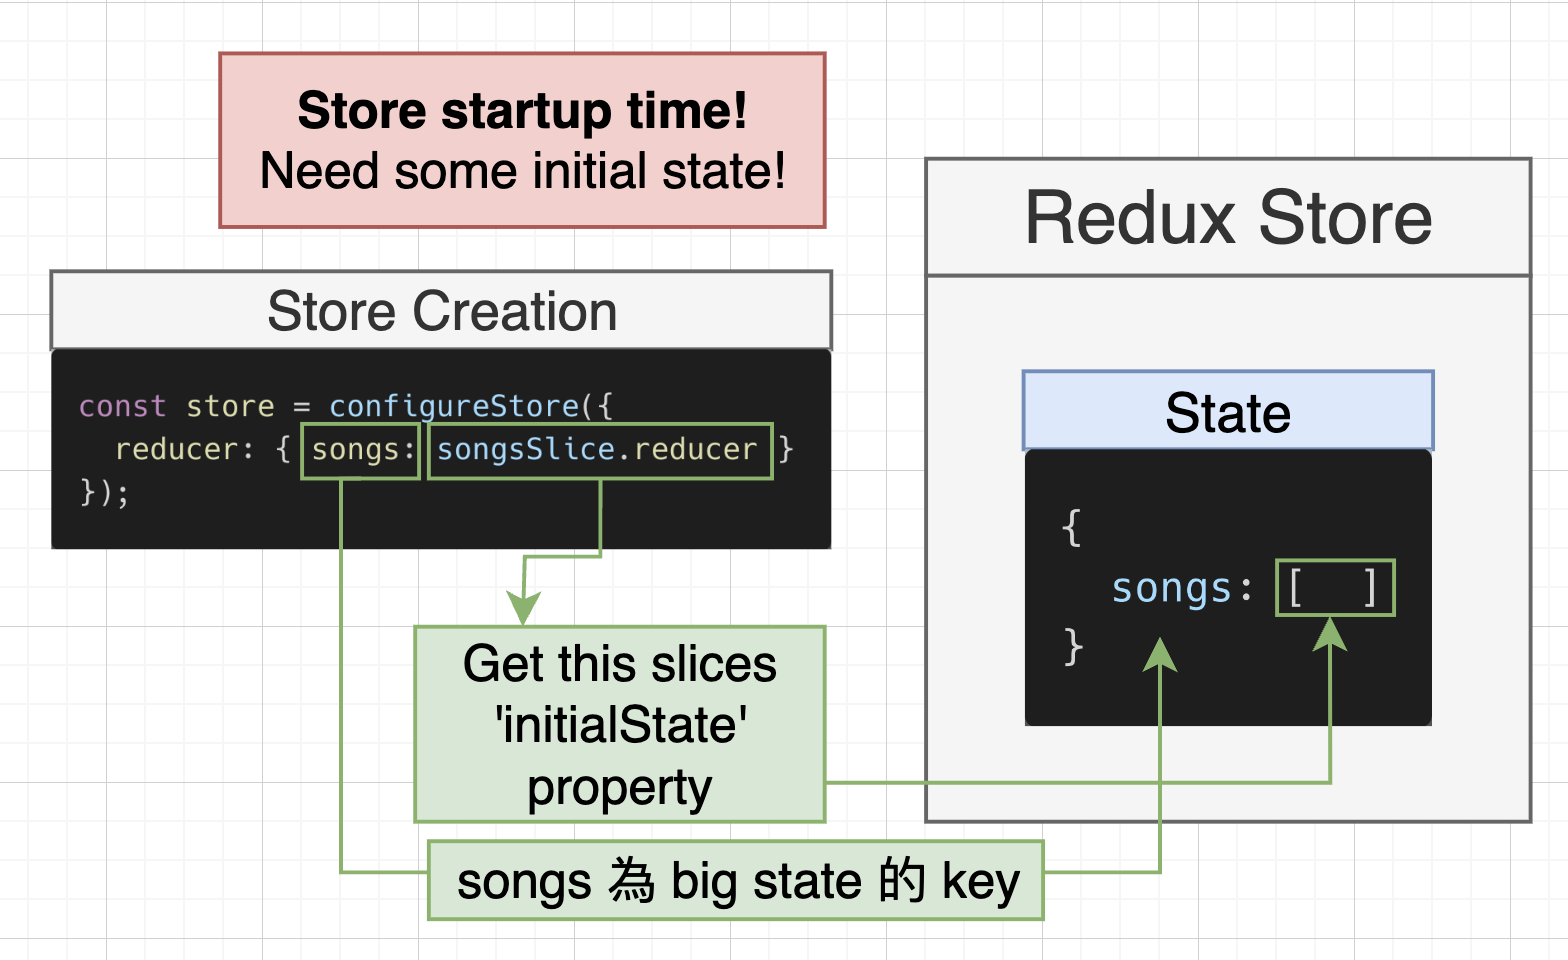 Store startup time!
Need some initial state!
Store Creation
const store = configureStore({
reducer: { songs: songsSlice.reducer }
});
Get this slices
'initialState'
property
songs 為 big state 的 key
Redux Store
State
{
songs: [ ]
}